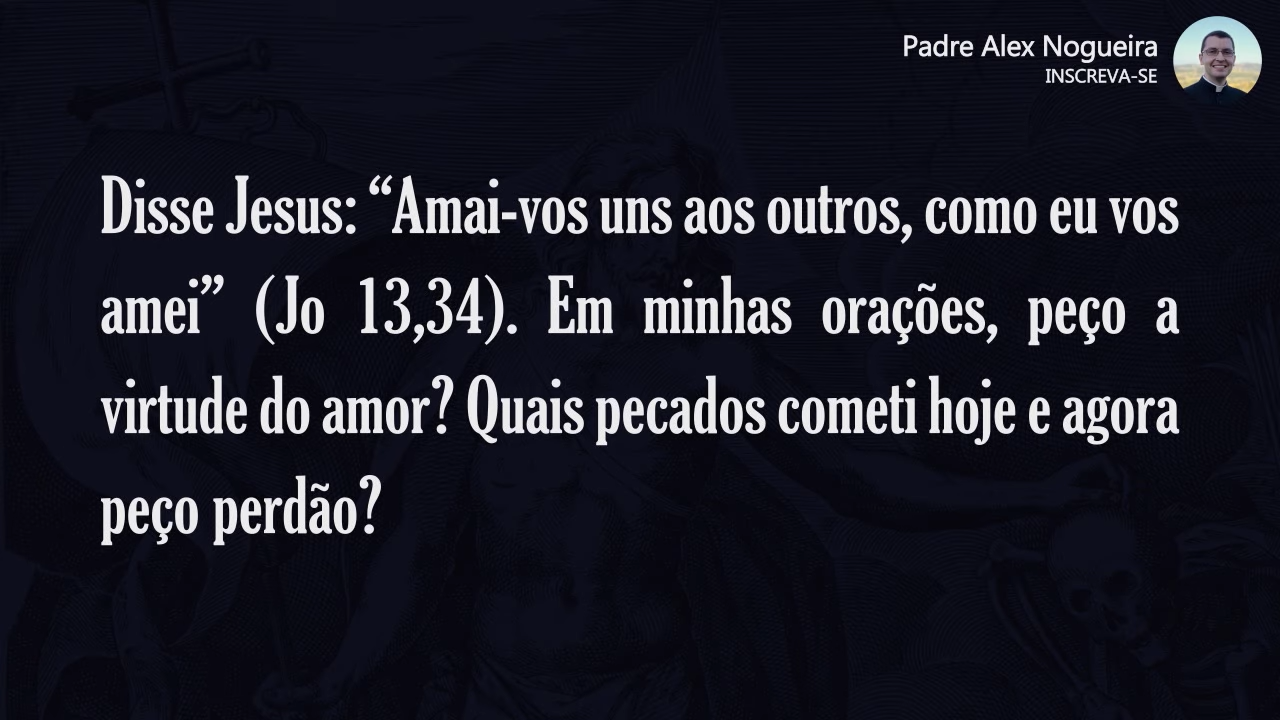 Padre Alex Nogueira
INSCREVA-SE
Disse Jesus: “Amai-vos uns aos outros, como eu vos
amei” (Jo 13,34). Em minhas orações, peço a
virtude do amor? Quais pecados cometi hoje e agora
peço perdão?